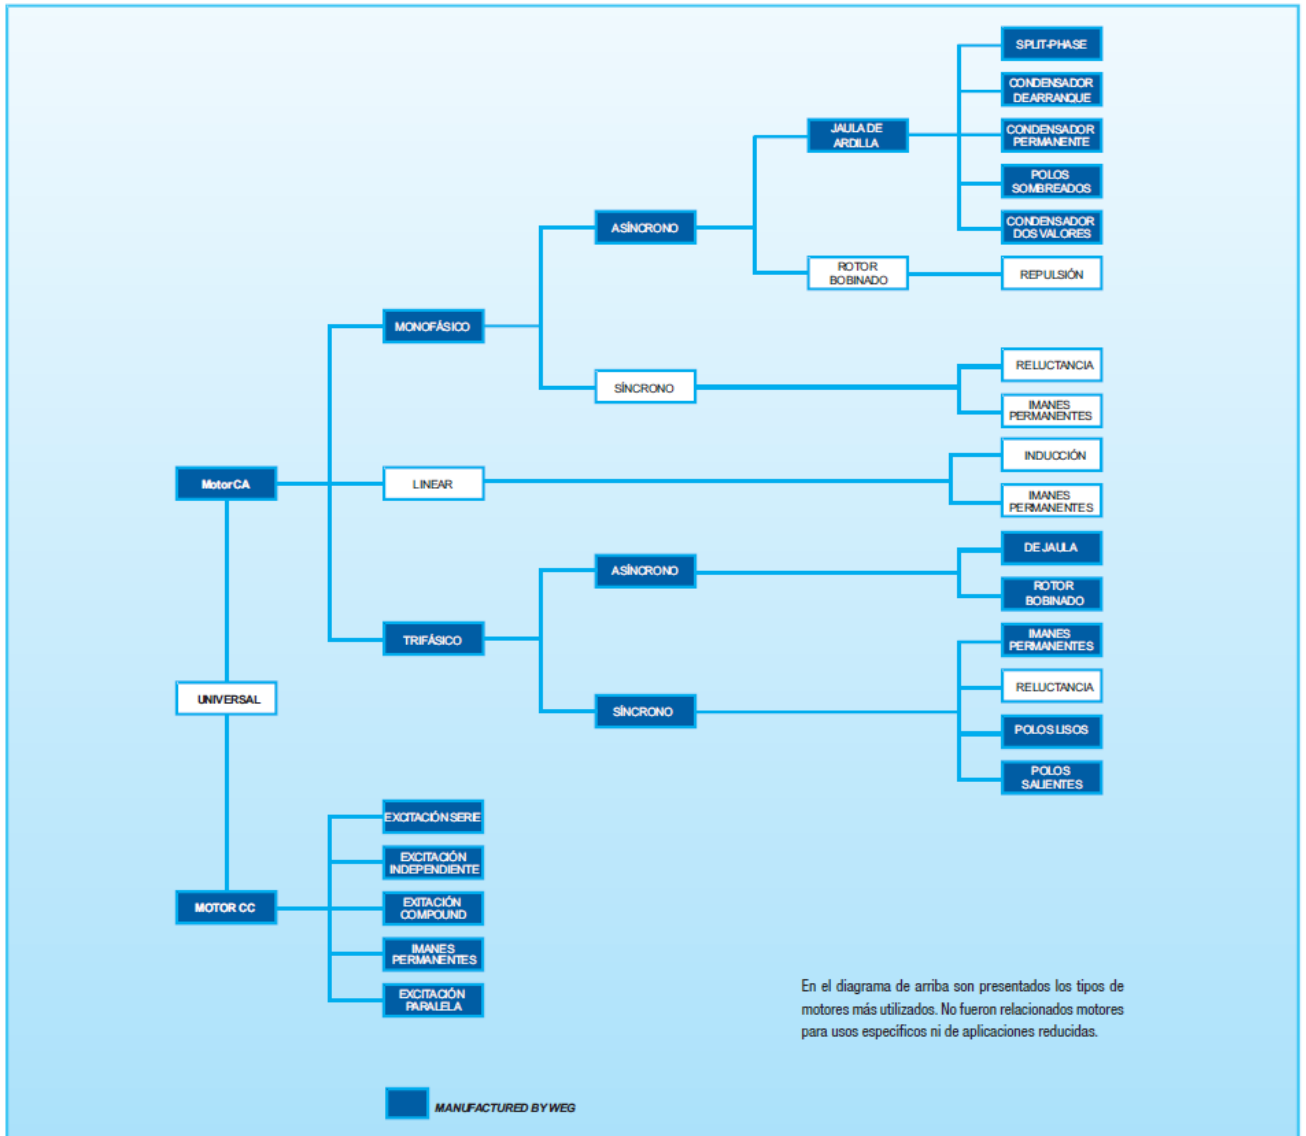 SPLIT-PHASE
CONDENSADOR
DE ARRANQUE
JAULA DE
ARDILLA
CONDENSADOR
PERMANENTE
POLOS
SOMBREADOS
ASÍNCRONO
CONDENSADOR
DOS VALORES
ROTOR
BOBINADO
REPULSIÓN
MONOFÁSICO
SÍNCRONO
RELUCTANCIA
IMANES
PERMANENTES
Motor CA
LINEAR
INDUCCIÓN
IMANES
PERMANENTES
ASÍNCRONO
DE JAULA
ROTOR
BOBINADO
TRIFÁSICO
IMANES
PERMANENTES
UNIVERSAL
SÍNCRONO
RELUCTANCIA
POLOS LISOS
POLOS
SALIENTES
EXCITACIÓN SERIE
EXCITACIÓN
INDEPENDIENTE
MOTOR CC
EXITACIÓN
COMPOUND
IMANES
PERMANENTES
EXCITACIÓN
PARALELA
En el diagrama de arriba son presentados los tipos de
motores más utilizados. No fueron relacionados motores
para usos específicos ni de aplicaciones reducidas.
MANUFACTURED BY WEG